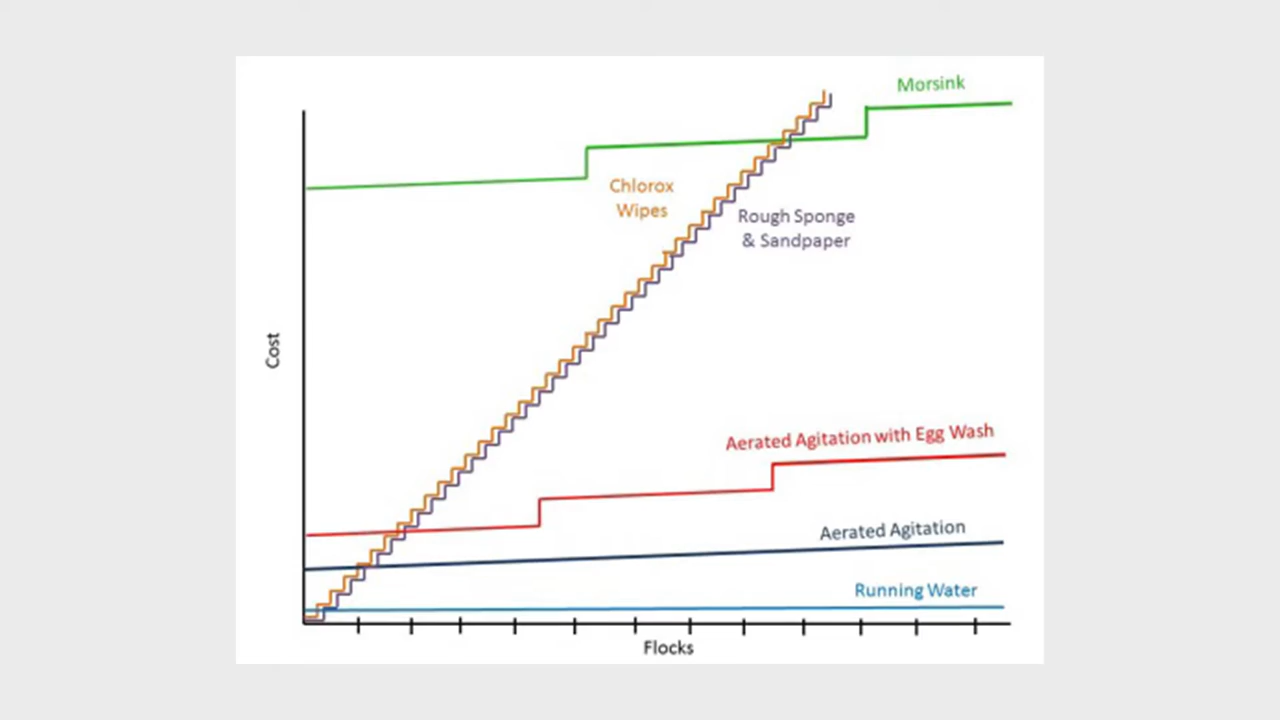 Morsink
Chlorox
Wipes
Rough Sponge
& Sandpaper
Cost
Aerated Agitation with Egg Wash
Aerated Agitation
Running Water
Flocks